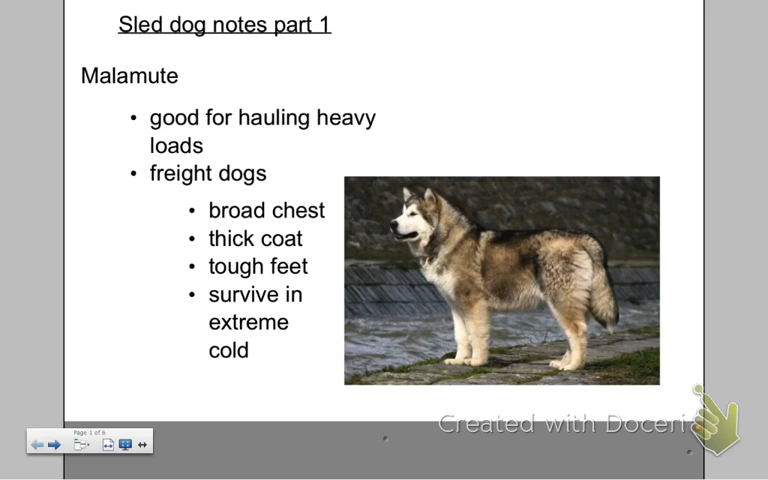 Sled dog notes part 1
Malamute
• good for hauling heavy
loads
• freight dogs
• broad chest
• thick coat
• tough feet
• survive in
extreme
cold
Created with Doceri
Page 1 of 6